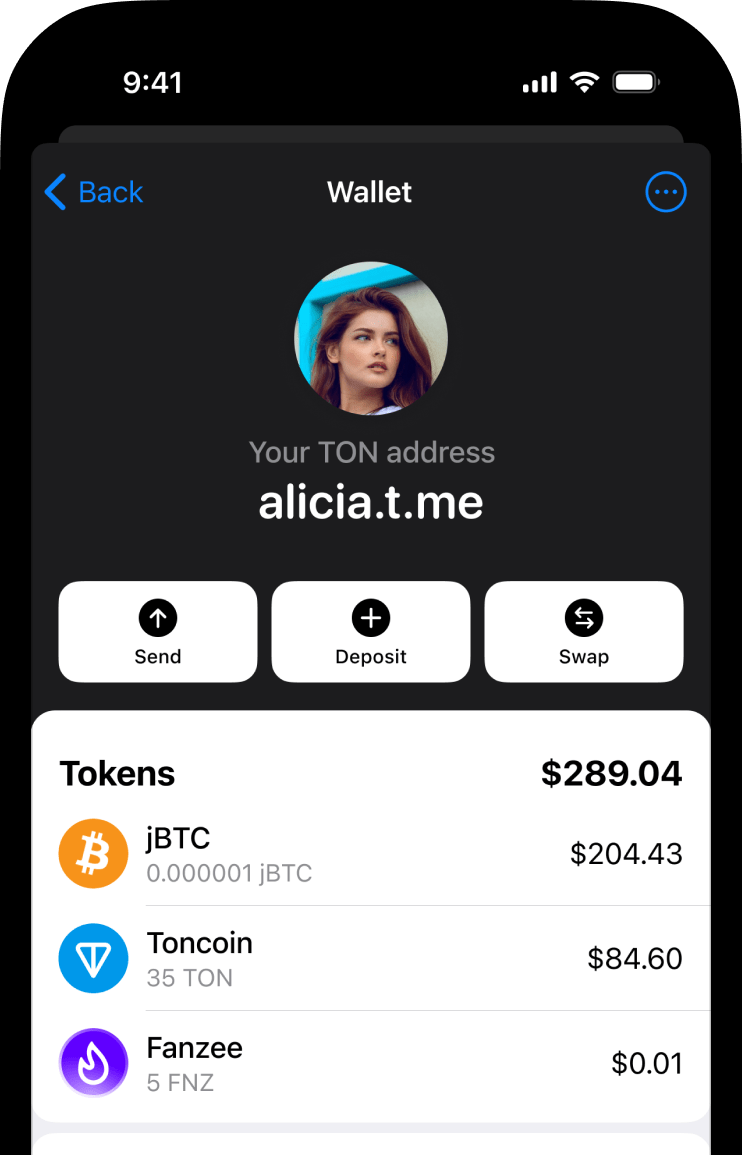 9:41
Back
Wallet
Your TON address
alicia.t.me
Send
Deposit
Swap
Tokens
$289.04
jBTC
0.000001 jBTC
$204.43
Toncoin
35 TON
$84.60
Fanzee
5 FNZ
$0.01